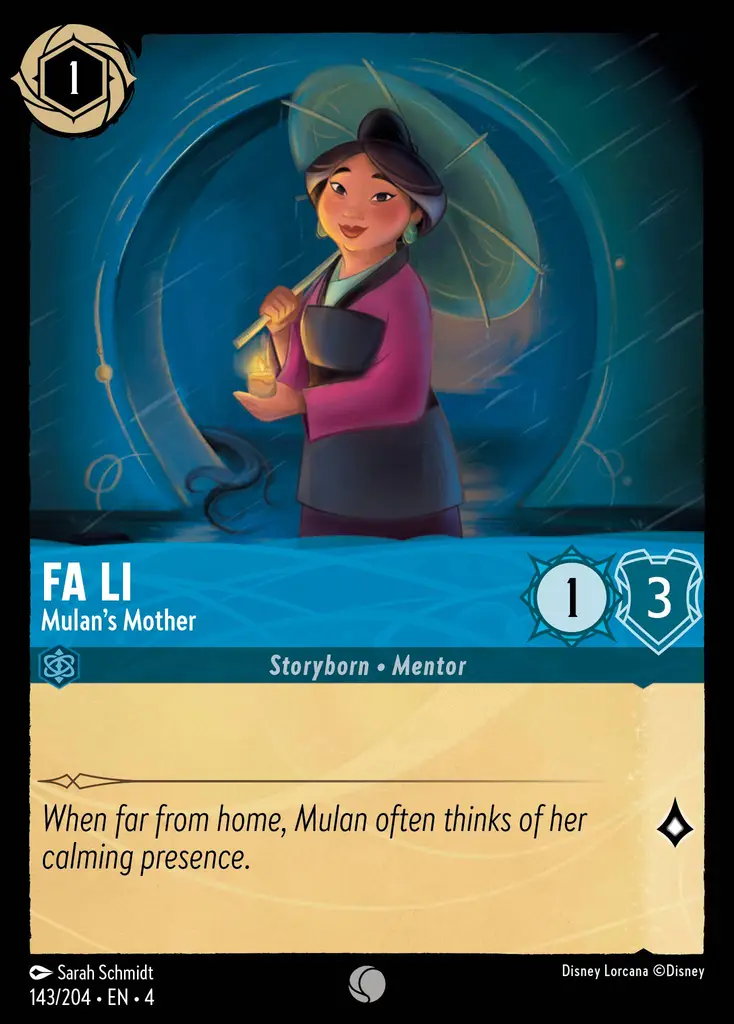 1
FA LI
Mulan's Mother
1 3
Storyborn • Mentor
When far from home, Mulan often thinks of her
calming presence.
Sarah Schmidt
Disney Lorcana ©Disney
143/204 • EN • 4